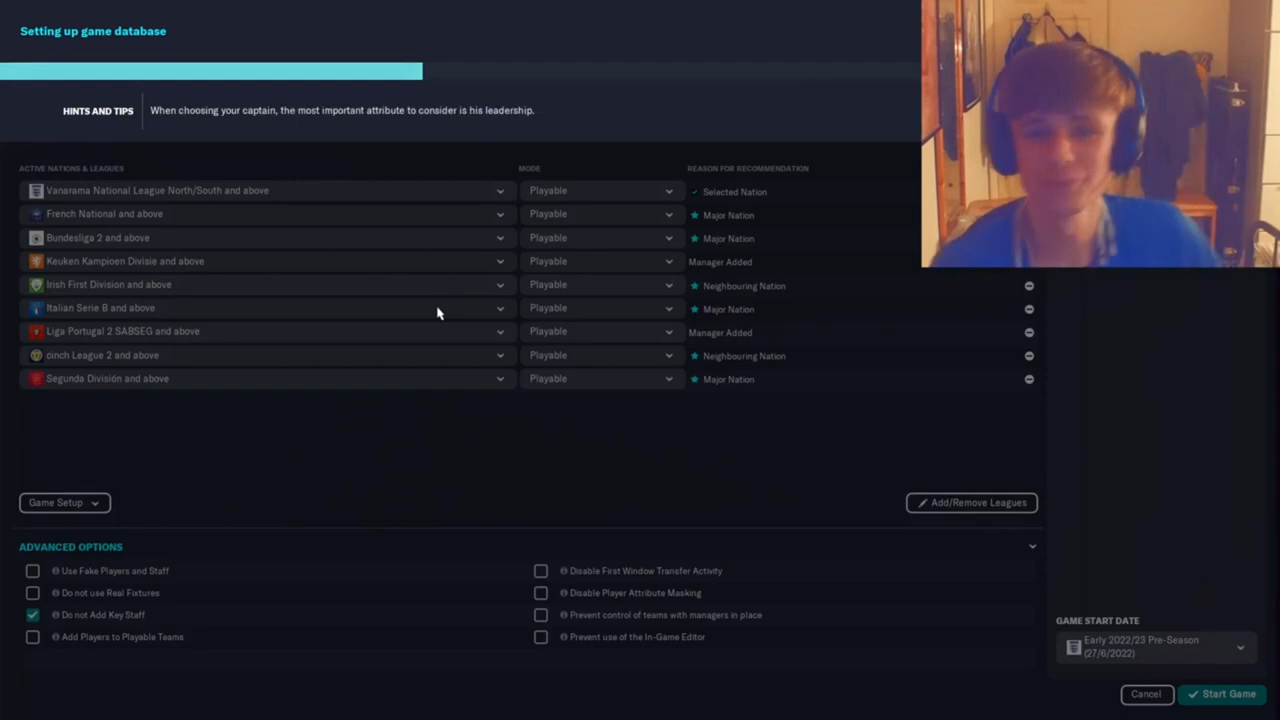 Setting up game database
HINTS AND TIPS When choosing your captain, the most important attribute to consider is his leadership.
ACTIVE NATIONS & LEAGUES MODE REASON FOR RECOMMENDATION
Vanarama National League North/South and above Playable Selected Nation
French National and above Playable Major Nation
Bundesliga 2 and above Playable Major Nation
Keuken Kampioen Divisie and above Playable Manager Added
Irish First Division and above Playable Neighbouring Nation
Italian Serie B and above Playable Major Nation
Liga Portugal 2 SABSEG and above Playable Manager Added
cinch League 2 and above Playable Neighbouring Nation
Segunda División and above Playable Major Nation
Game Setup Add/Remove Leagues
ADVANCED OPTIONS
Use Fake Players and Staff Disable First Window Transfer Activity
Do not use Real Fixtures Disable Player Attribute Masking
Do not Add Key Staff Prevent control of teams with managers in place
Add Players to Playable Teams Prevent use of the In-Game Editor
GAME START DATE
Early 2022/23 Pre-Season
(27/6/2022)
Cancel Start Game